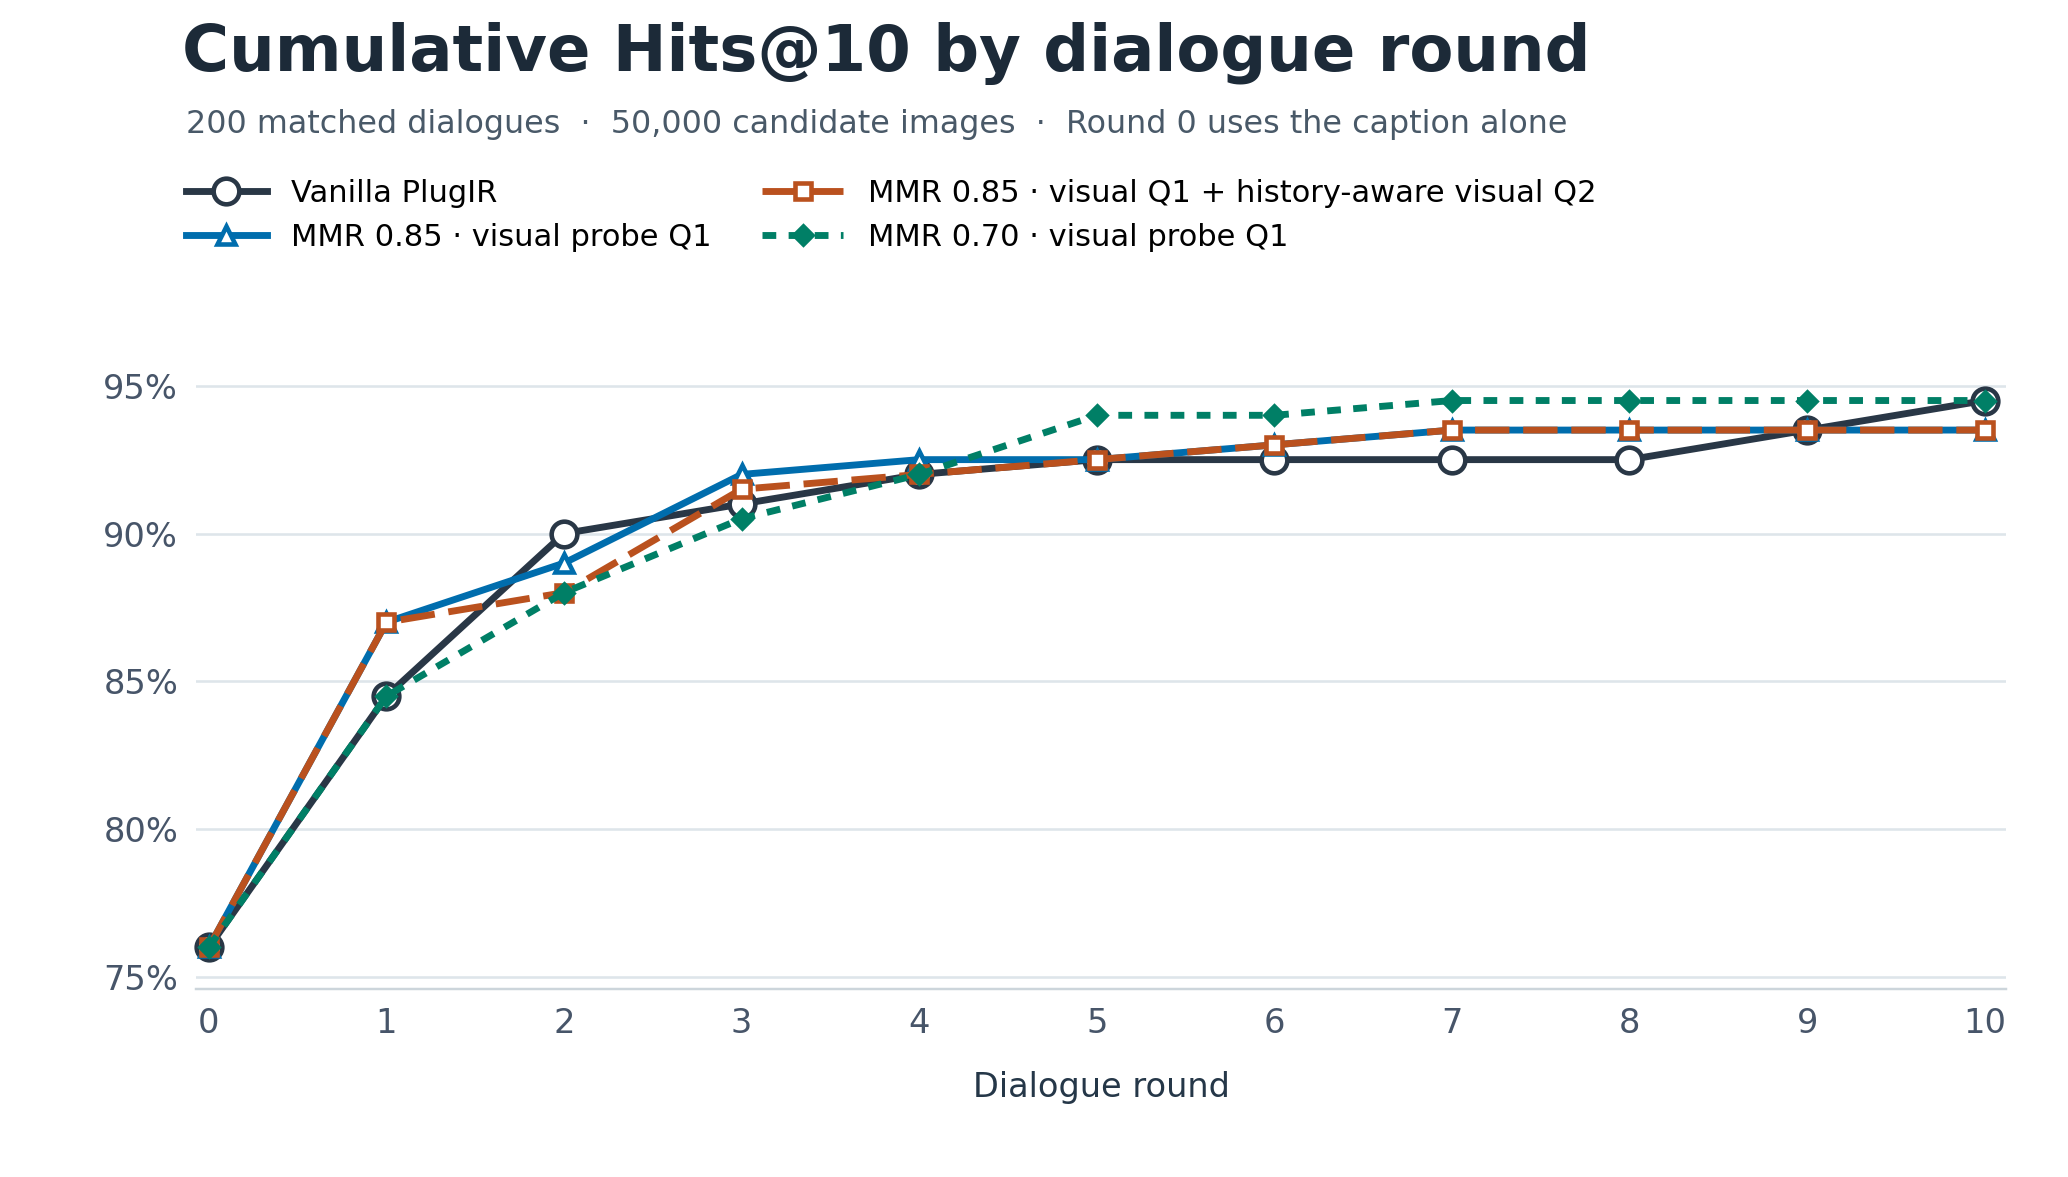 Cumulative Hits@10 by dialogue round
200 matched dialogues · 50,000 candidate images · Round 0 uses the caption alone
Vanilla PlugIR
MMR 0.85 · visual probe Q1
MMR 0.85 · visual Q1 + history-aware visual Q2
MMR 0.70 · visual probe Q1
95%
90%
85%
80%
75%
0 1 2 3 4 5 6 7 8 9 10
Dialogue round